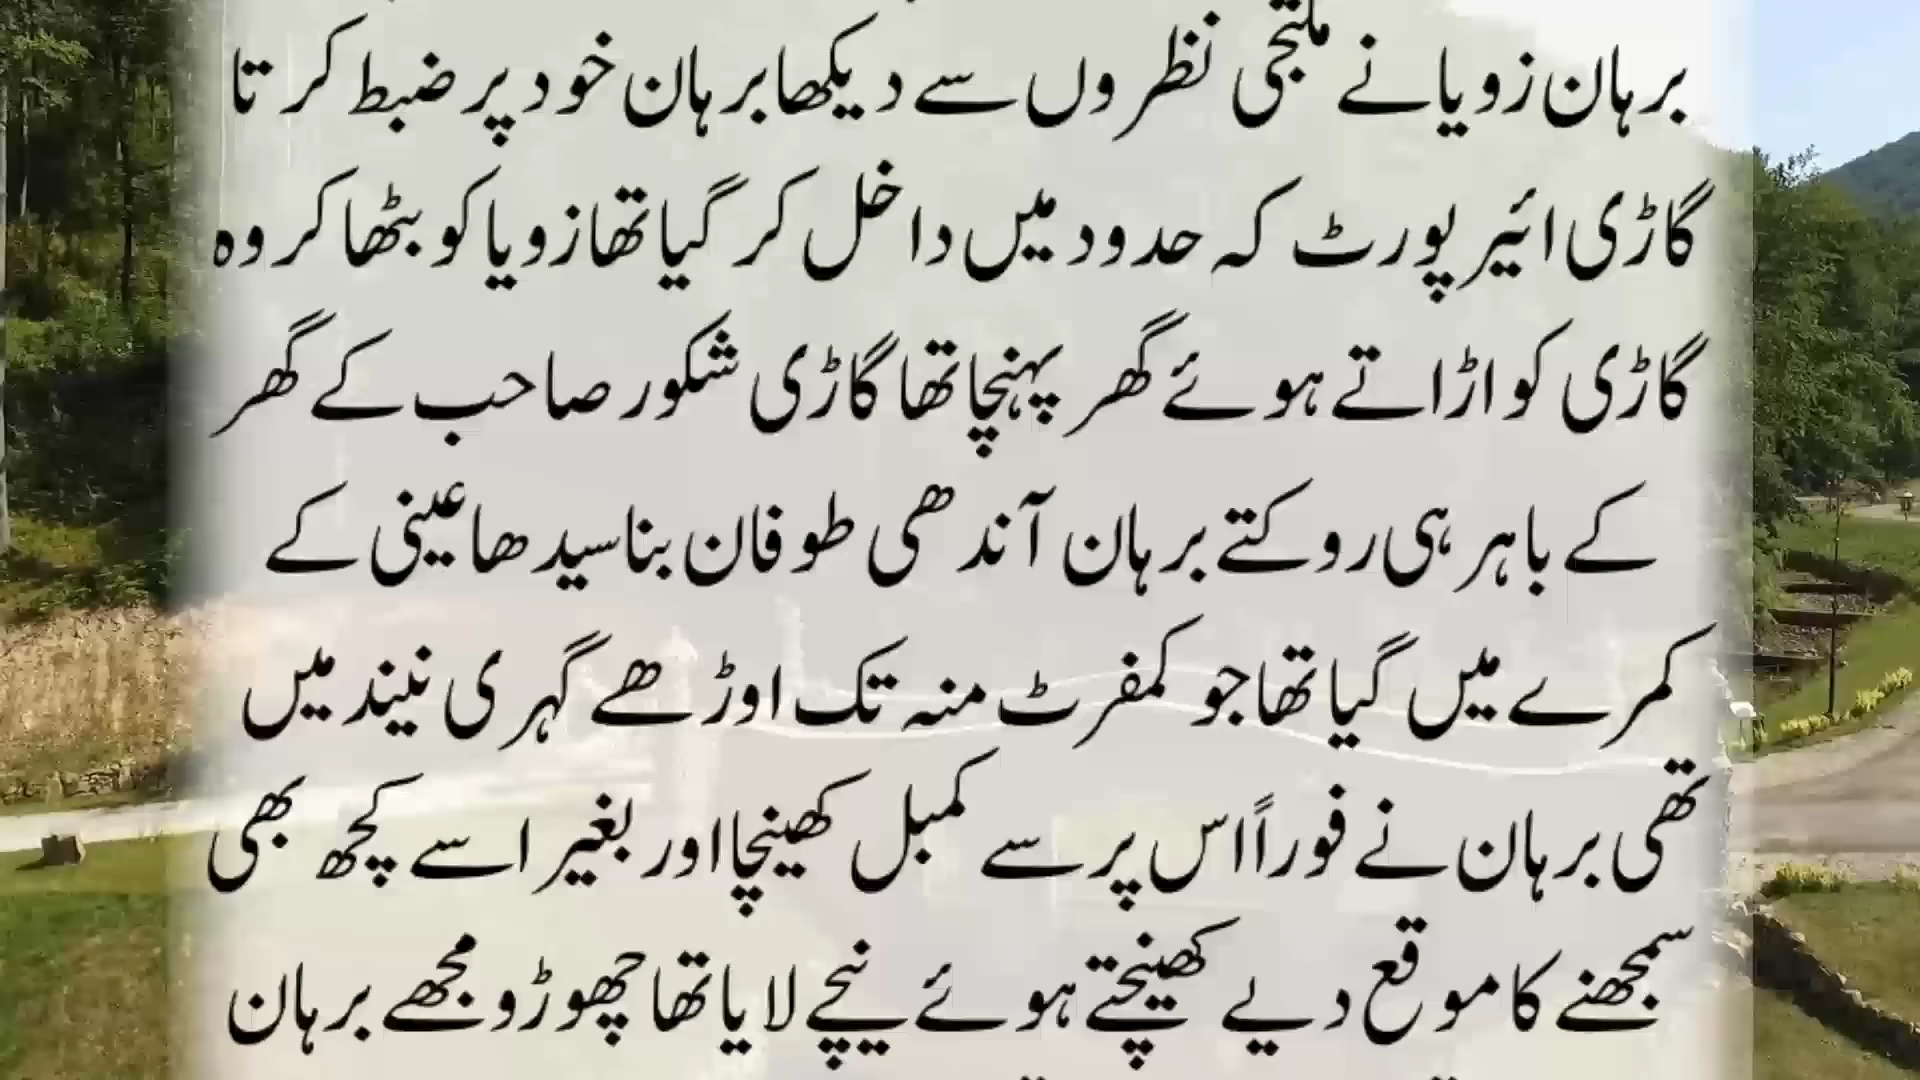 برہان زویا نے ملتجی نظروں سے دیکھا برہان خود پر ضبط کرتا
گاڑی ائیرپورٹ کہ حدود میں داخل کر گیا تھا زویا کو بٹھا کر وہ
گاڑی کو اڑاتے ہوئے گھر پہنچا تھا گاڑی شکور صاحب کے گھر
کے باہر ہی روکتے برہان آندھی طوفان بنا سیدھا عینی کے
کمرے میں گیا تھا جو کمفرٹ منہ تک اوڑھے گہری نیند میں
تھی برہان نے فوراً اس پر سے کمبل کھینچا اور بغیر اسے کچھ بھی
سمجھنے کا موقع دیے کھینچتے ہوئے نیچے لایا تھا چھوڑو مجھے برہان